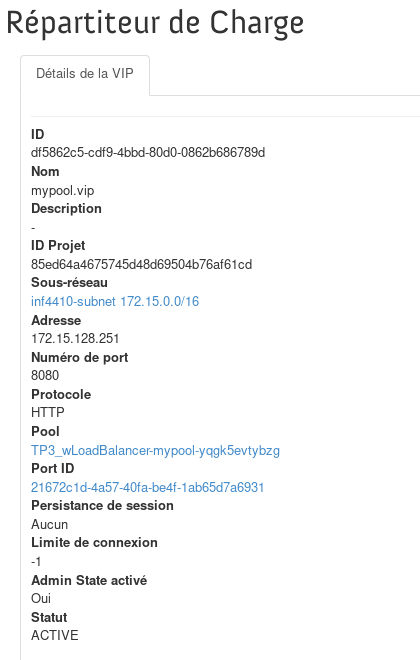 Répartiteur de Charge
Détails de la VIP
ID
df5862c5-cdf9-4bbd-80d0-0862b686789d
Nom
mypool.vip
Description
-
ID Projet
85ed64a4675745d48d69504b76af61cd
Sous-réseau
inf4410-subnet 172.15.0.0/16
Adresse
172.15.128.251
Numéro de port
8080
Protocole
HTTP
Pool
TP3_wLoadBalancer-mypool-yqgk5evtybzg
Port ID
21672c1d-4a57-40fa-be4f-1ab65d7a6931
Persistance de session
Aucun
Limite de connexion
-1
Admin State activé
Oui
Statut
ACTIVE